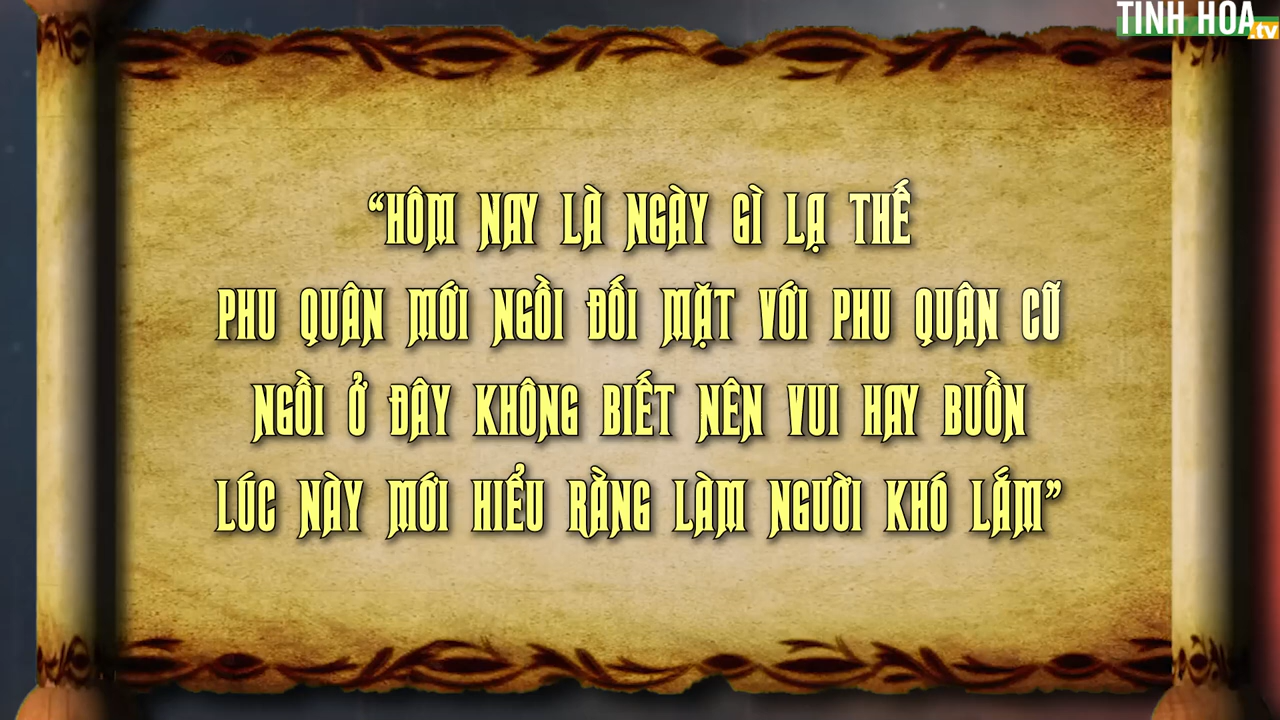 TINH HOA
.tv
“HÔM NAY LÀ NGÀY GÌ LẠ THẾ
PHU QUÂN MỚI NGỒI ĐỐI MẶT VỚI PHU QUÂN CŨ
NGỒI Ở ĐÂY KHÔNG BIẾT NÊN VUI HAY BUỒN
LÚC NÀY MỚI HIỂU RẰNG LÀM NGƯỜI KHÓ LẮM”